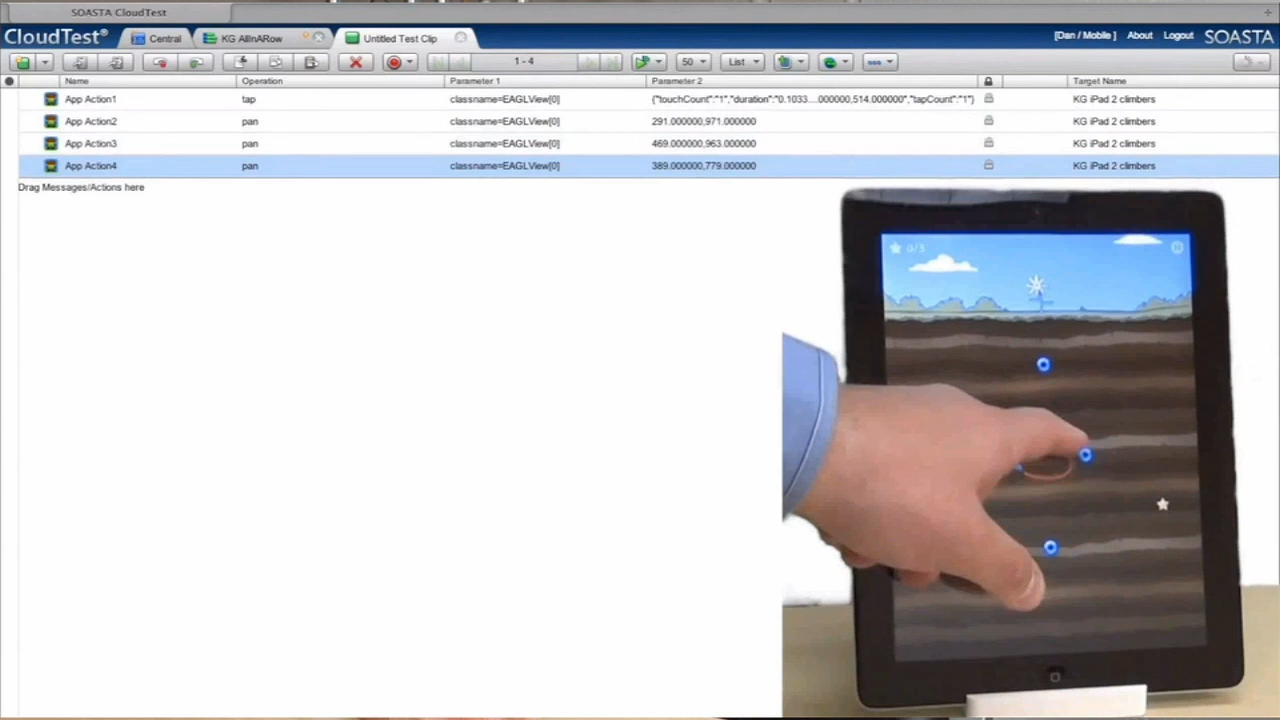 SOASTA CloudTest
CloudTest® Central KG AllInARow Untitled Test Clip [Dan / Mobile] About Logout SOASTA
1 - 4 50 List
Name Operation Parameter 1 Parameter 2 Target Name
App Action1 tap classname=EAGLView[0] {"touchCount":"1","duration":"0.1033....000000,514.000000","tapCount":"1"} KG iPad 2 climbers
App Action2 pan classname=EAGLView[0] 291.000000,971.000000 KG iPad 2 climbers
App Action3 pan classname=EAGLView[0] 469.000000,963.000000 KG iPad 2 climbers
App Action4 pan classname=EAGLView[0] 389.000000,779.000000 KG iPad 2 climbers
Drag Messages/Actions here
0/3